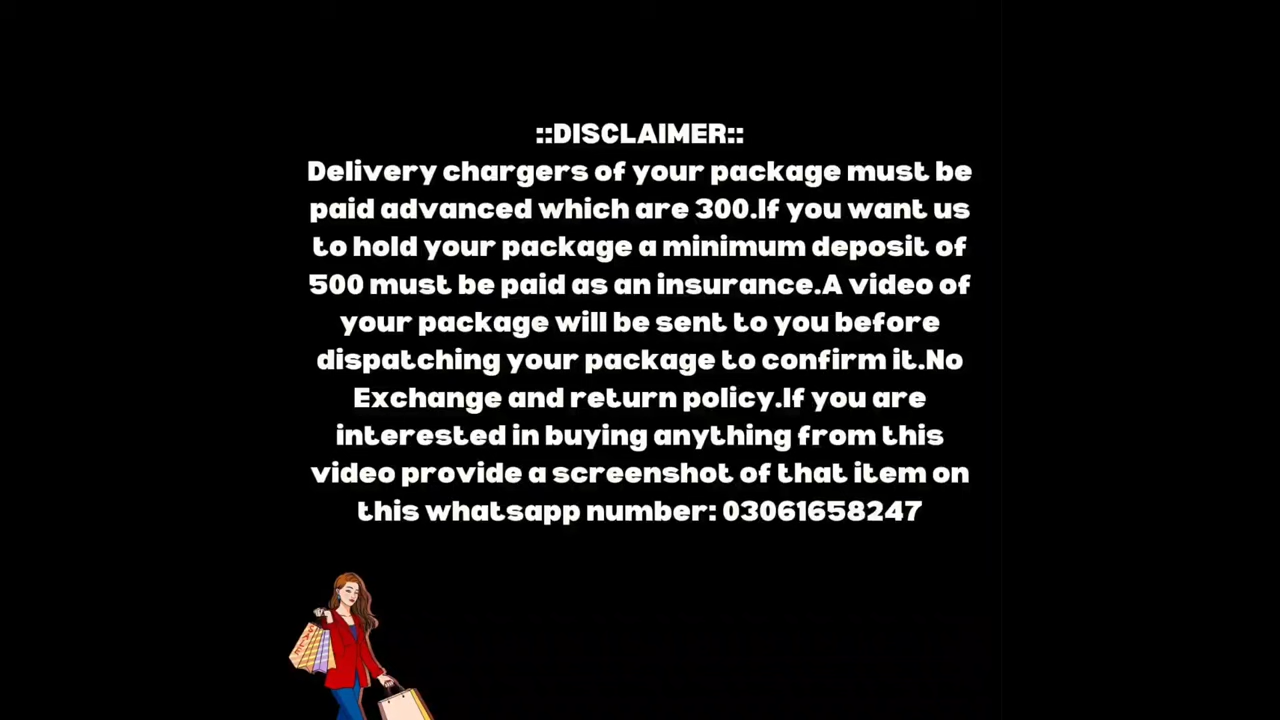 ::DISCLAIMER::
Delivery chargers of your package must be
paid advanced which are 300.If you want us
to hold your package a minimum deposit of
500 must be paid as an insurance.A video of
your package will be sent to you before
dispatching your package to confirm it.No
Exchange and return policy.If you are
interested in buying anything from this
video provide a screenshot of that item on
this whatsapp number: 03061658247